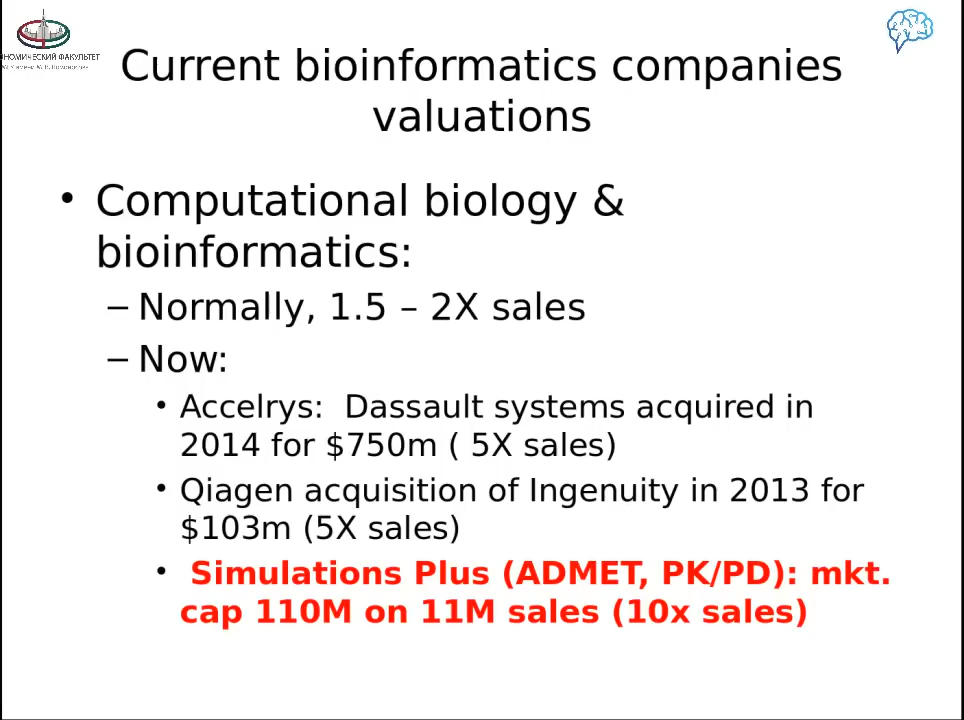 НОМИЧЕСКИЙ ФАКУЛЬТЕТ
Current bioinformatics companies
valuations
• Computational biology &
bioinformatics:
– Normally, 1.5 – 2X sales
– Now:
• Accelrys: Dassault systems acquired in
2014 for $750m ( 5X sales)
• Qiagen acquisition of Ingenuity in 2013 for
$103m (5X sales)
• Simulations Plus (ADMET, PK/PD): mkt.
cap 110M on 11M sales (10x sales)